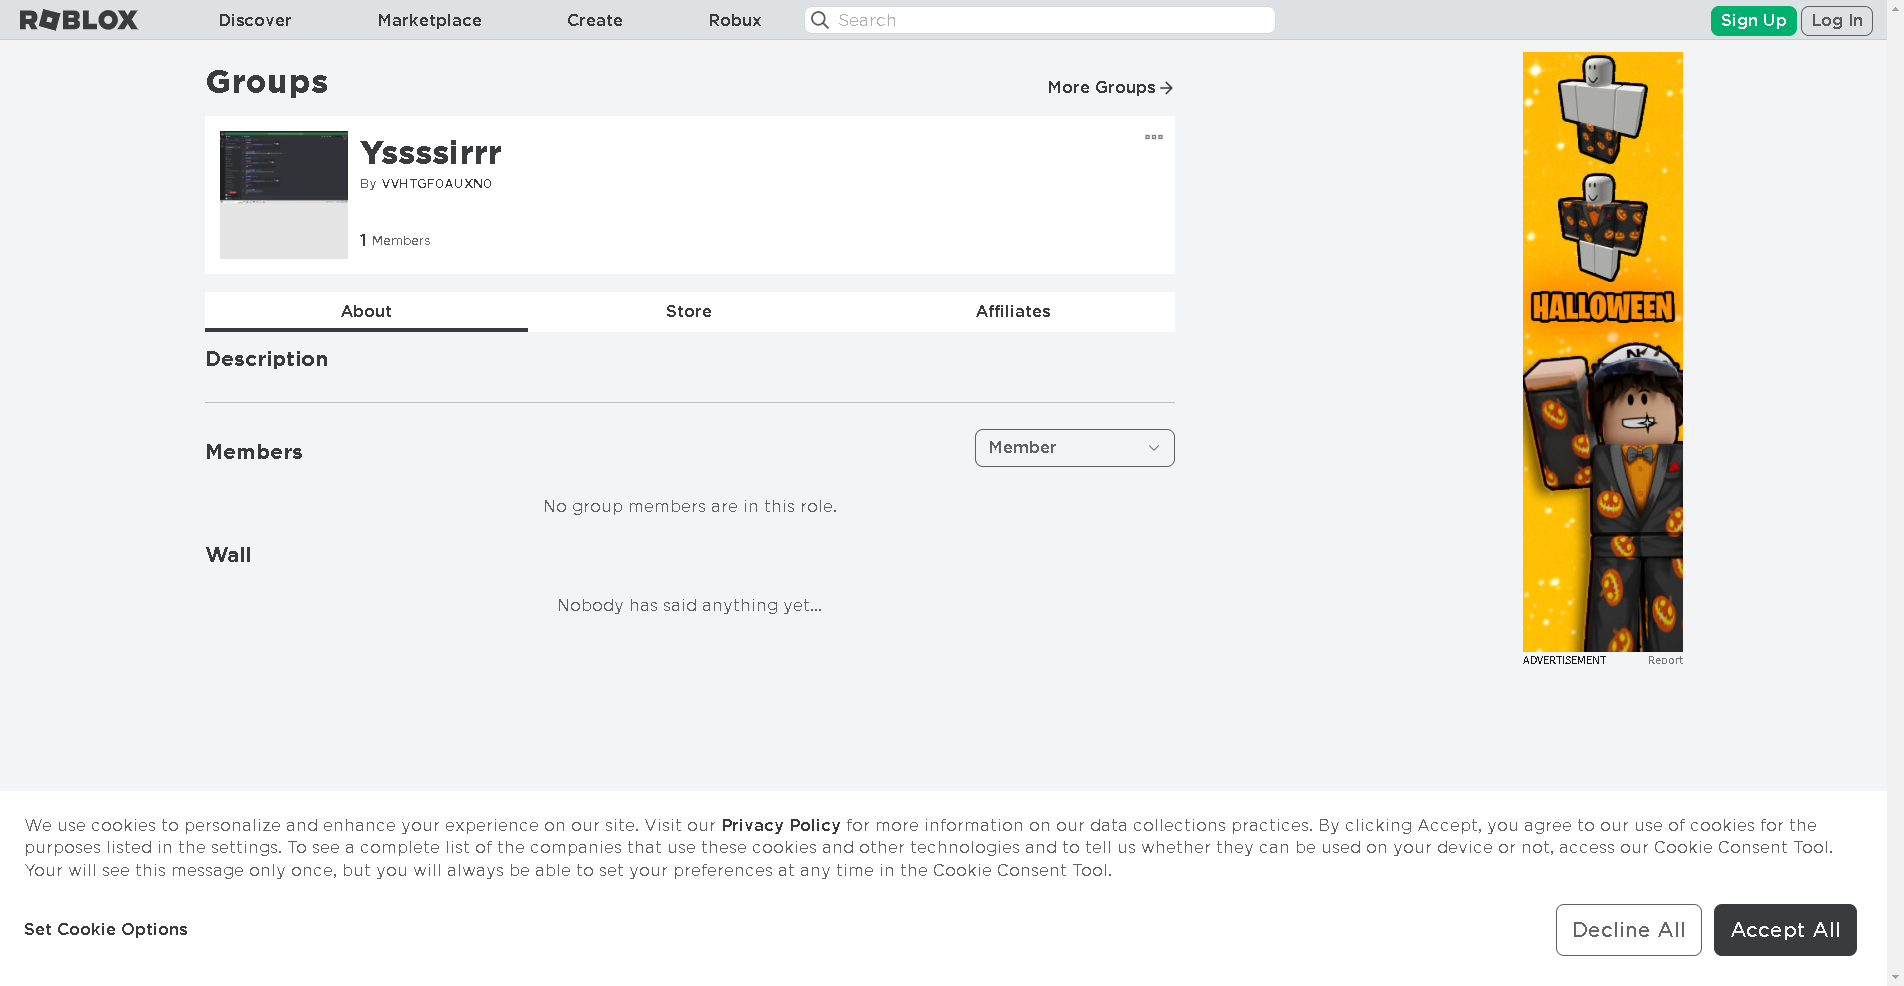 ROBLOX
Discover
Marketplace
Create
Robux
Search
Sign Up
Log In
Groups
More Groups
Yssssirrr
By VVHTGF0AUXN0
1 Members
About
Store
Affiliates
Description
Members
Member
No group members are in this role.
Wall
Nobody has said anything yet...
HALLOWEEN
ADVERTISEMENT
Report
We use cookies to personalize and enhance your experience on our site. Visit our Privacy Policy for more information on our data collections practices. By clicking Accept, you agree to our use of cookies for the
purposes listed in the settings. To see a complete list of the companies that use these cookies and other technologies and to tell us whether they can be used on your device or not, access our Cookie Consent Tool.
Your will see this message only once, but you will always be able to set your preferences at any time in the Cookie Consent Tool.
Set Cookie Options
Decline All
Accept All